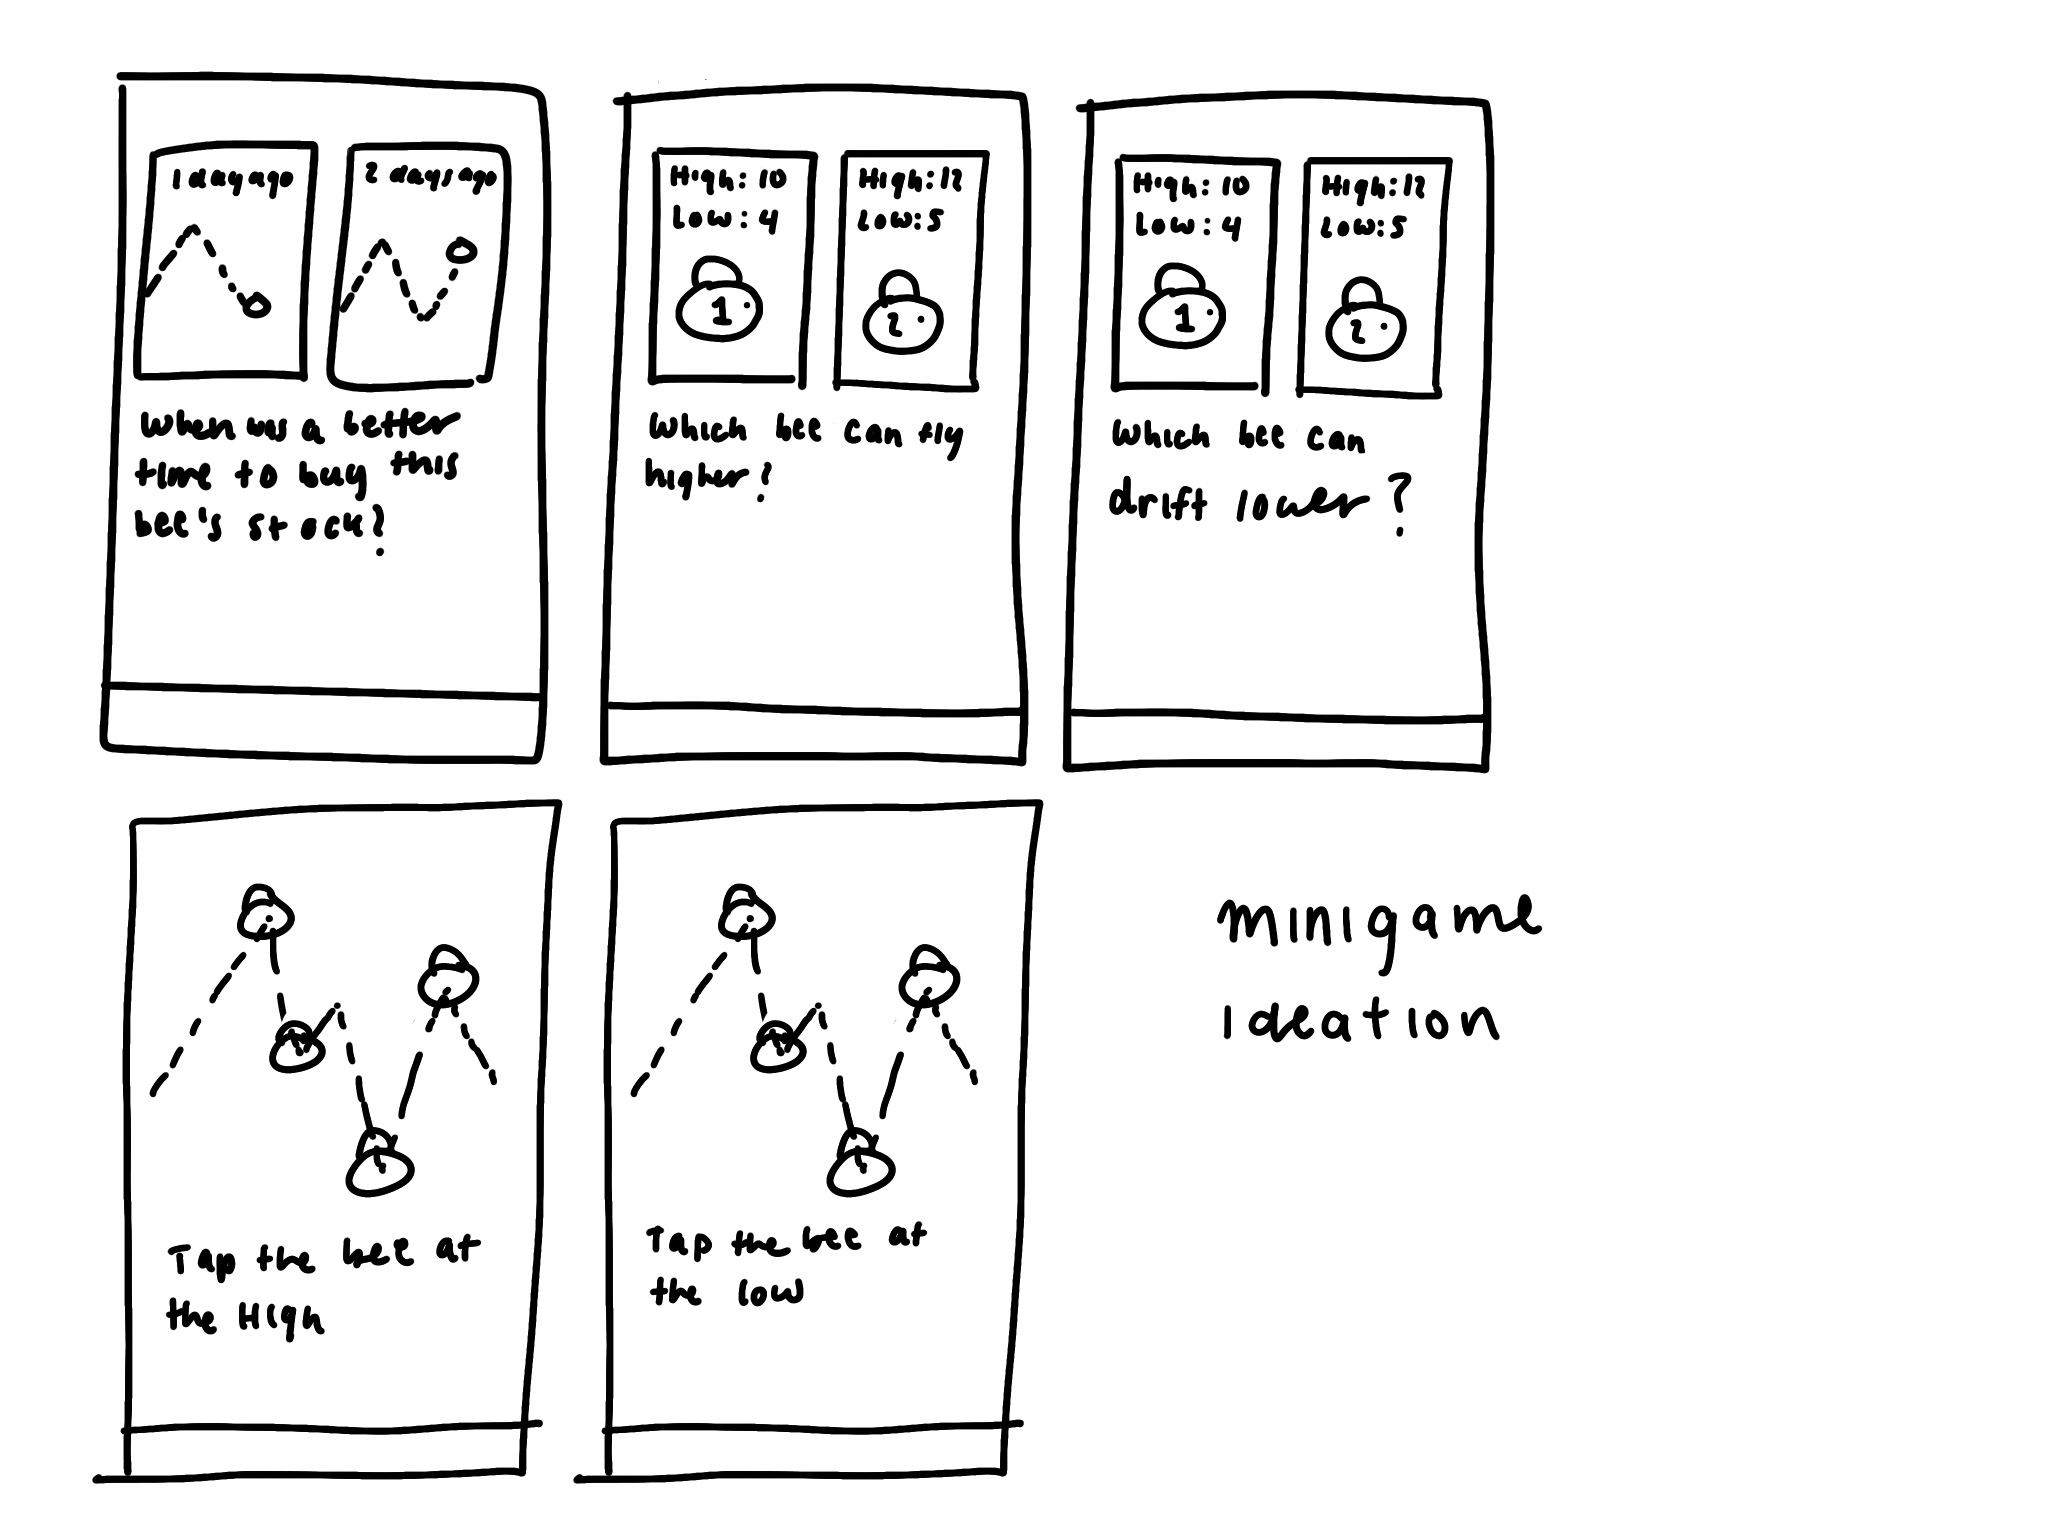 1 day ago
2 days ago
When was a better
time to buy this
bee's stock?
High: 10
Low: 4
1
High: 12
Low: 5
2
Which bee can fly
higher?
High: 10
Low: 4
1
High: 12
Low: 5
2
Which bee can
drift lower?
Tap the bee at
the High
Tap the bee at
the low
minigame
ideation